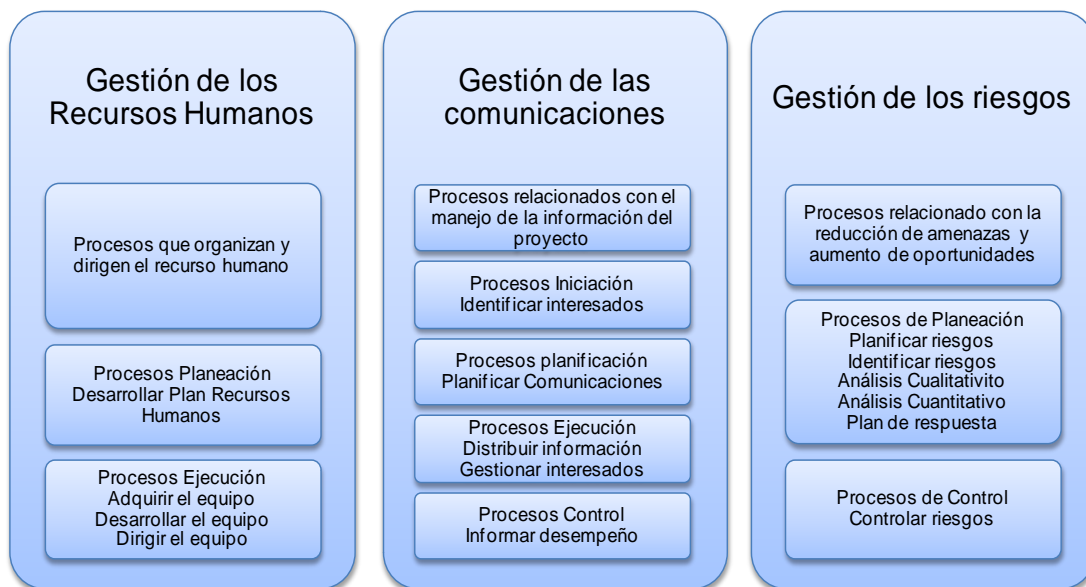 Gestión de los
Recursos Humanos
Procesos que organizan y
dirigen el recurso humano
Procesos Planeación
Desarrollar Plan Recursos
Humanos
Procesos Ejecución
Adquirir el equipo
Desarrollar el equipo
Dirigir el equipo
Gestión de las
comunicaciones
Procesos relacionados con el
manejo de la información del
proyecto
Procesos Iniciación
Identificar interesados
Procesos planificación
Planificar Comunicaciones
Procesos Ejecución
Distribuir información
Gestionar interesados
Procesos Control
Informar desempeño
Gestión de los riesgos
Procesos relacionado con la
reducción de amenazas y
aumento de oportunidades
Procesos de Planeación
Planificar riesgos
Identificar riesgos
Análisis Cualitativito
Análisis Cuantitativo
Plan de respuesta
Procesos de Control
Controlar riesgos